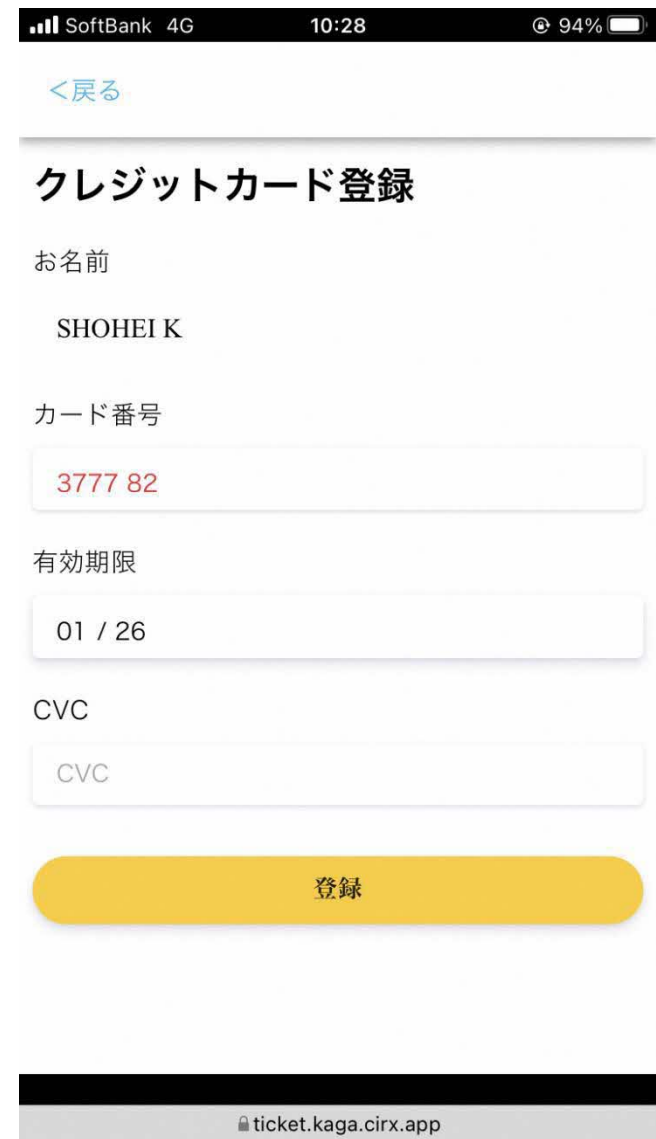 SoftBank 4G 10:28 94%
<戻る
クレジットカード登録
お名前
SHOHEI K
カード番号
3777 82
有効期限
01 / 26
CVC
CVC
登録
ticket.kaga.cirx.app